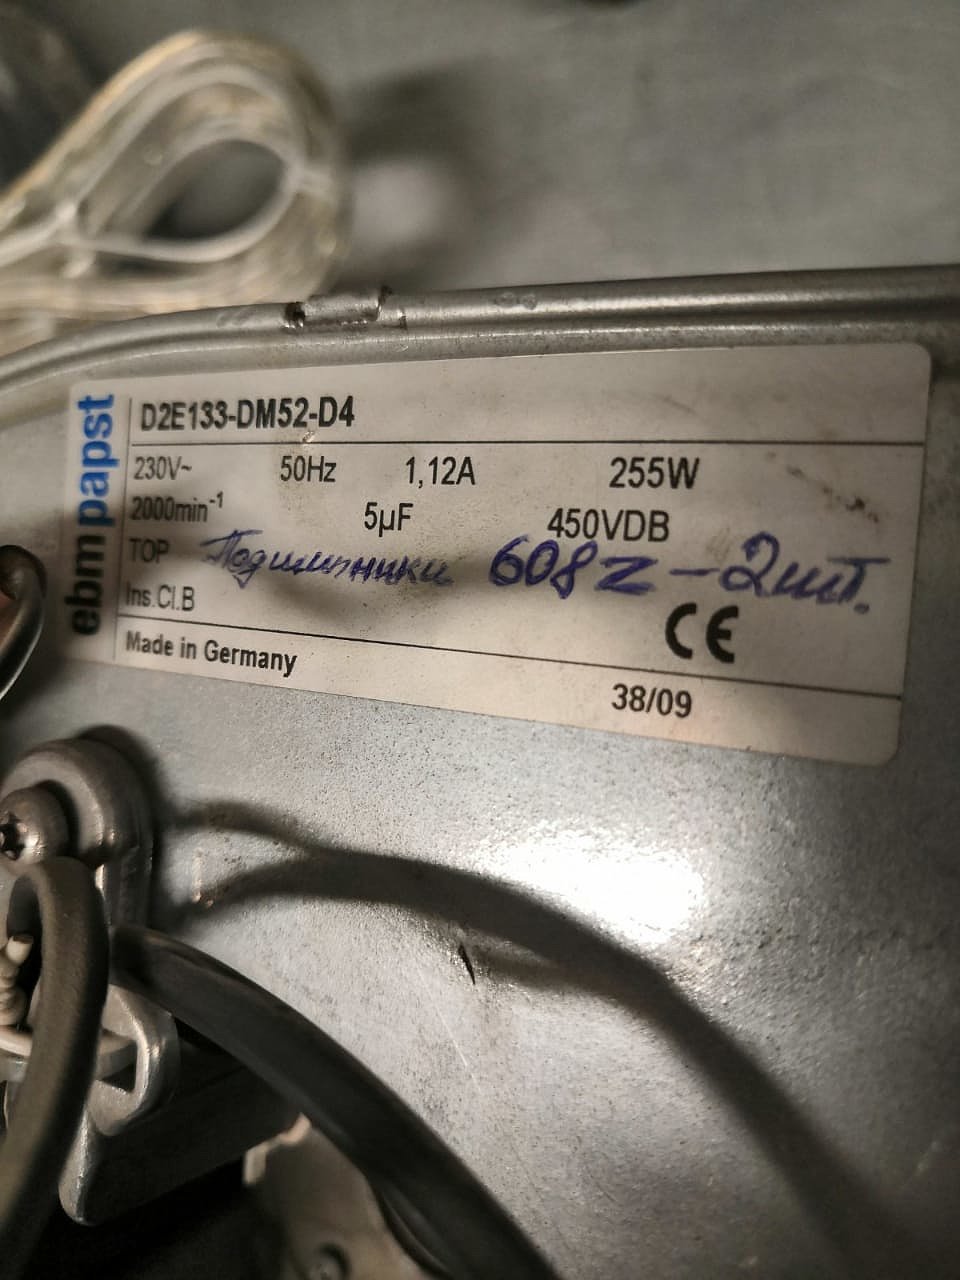 ebmpapst
D2E133-DM52-D4
230V~ 50Hz 1,12A 255W
2000min⁻¹ 5µF 450VDB
TOP Подшипники 608Z - 2шт.
Ins.Cl.B
CE
Made in Germany 38/09